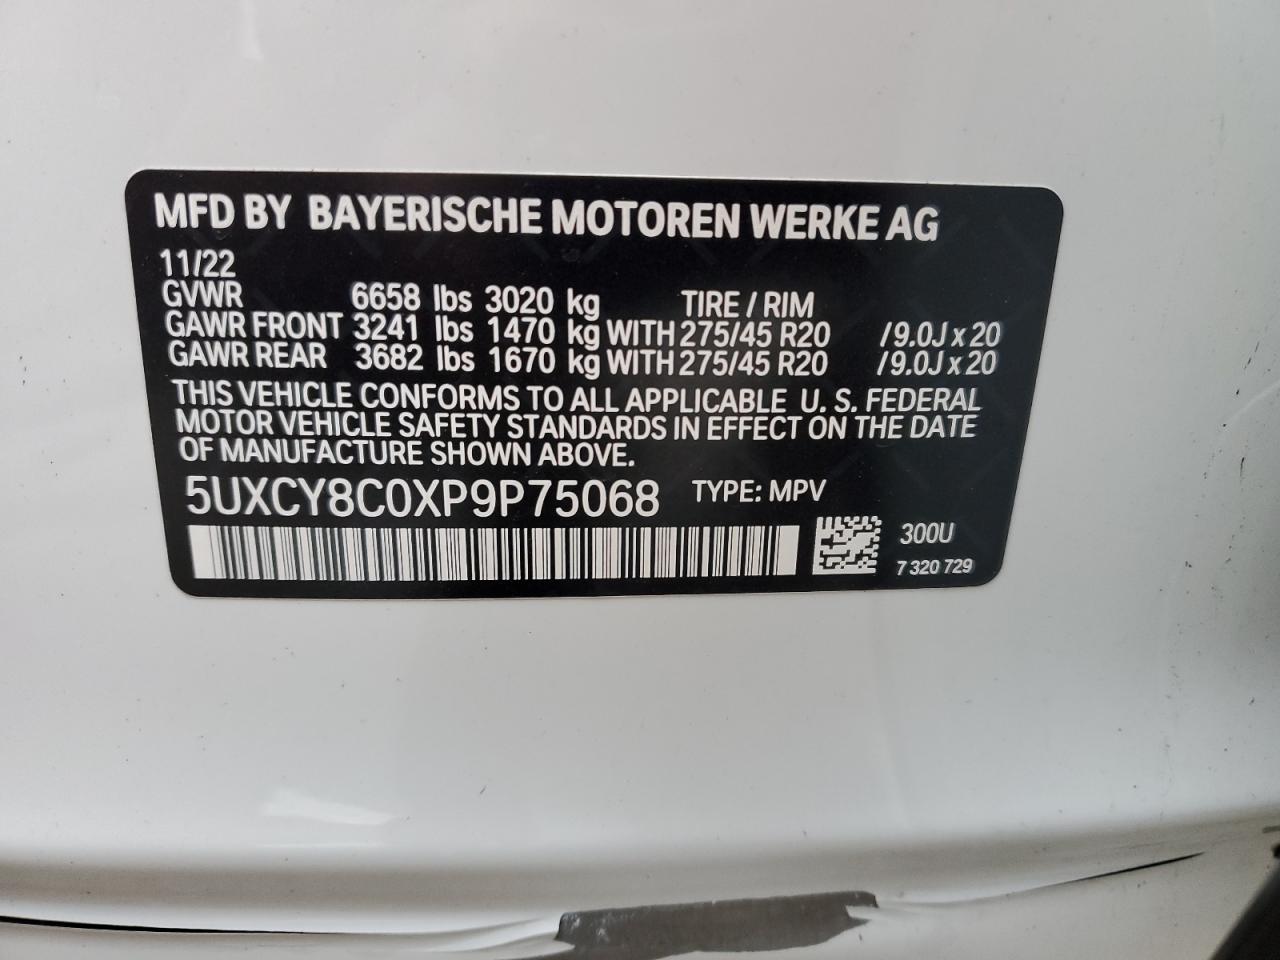 MFD BY BAYERISCHE MOTOREN WERKE AG
11/22
GVWR 6658 lbs 3020 kg TIRE / RIM
GAWR FRONT 3241 lbs 1470 kg WITH 275/45 R20 / 9.0J x 20
GAWR REAR 3682 lbs 1670 kg WITH 275/45 R20 / 9.0J x 20
THIS VEHICLE CONFORMS TO ALL APPLICABLE U. S. FEDERAL
MOTOR VEHICLE SAFETY STANDARDS IN EFFECT ON THE DATE
OF MANUFACTURE SHOWN ABOVE.
5UXCY8C0XP9P75068 TYPE: MPV
300U
7 320 729